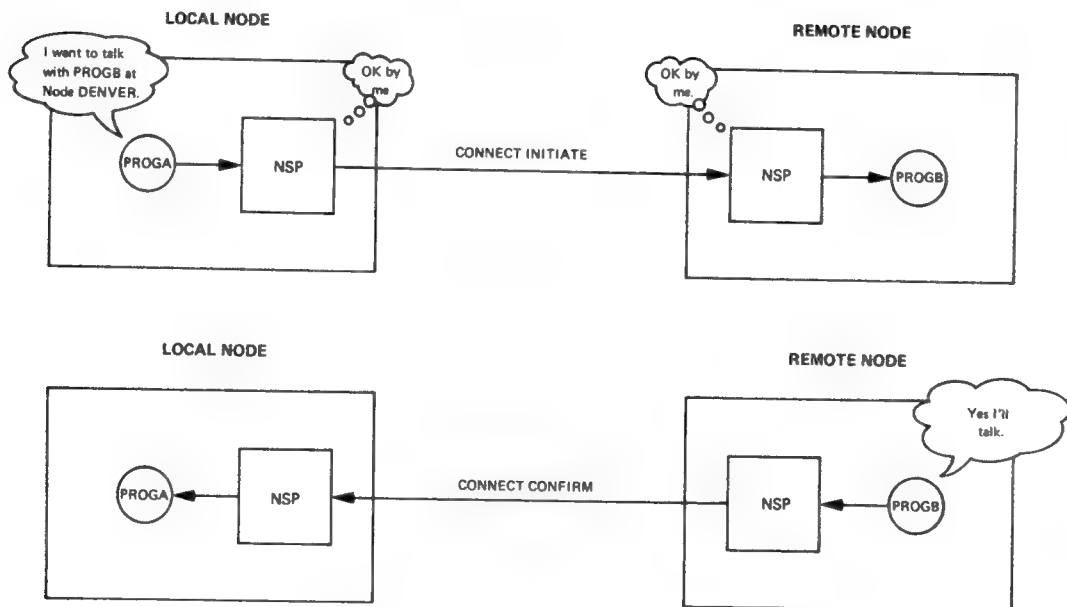 LOCAL NODE
REMOTE NODE
I want to talk
with PROGB at
Node DENVER.
OK by
me
OK by
me.
PROGA
NSP
CONNECT INITIATE
NSP
PROGB
LOCAL NODE
REMOTE NODE
Yes I'll
talk.
PROGA
NSP
CONNECT CONFIRM
NSP
PROGB